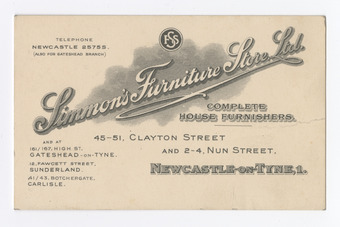 TELEPHONE
NEWCASTLE 25755.
(ALSO FOR GATESHEAD BRANCH)
SFS
Simmon's Furniture Store, Ltd.
COMPLETE
HOUSE FURNISHERS.
45-51, CLAYTON STREET
AND 2-4, NUN STREET,
NEWCASTLE-ON-TYNE, 1.
AND AT
161/167, HIGH ST.
GATESHEAD-ON-TYNE.
12, FAWCETT STREET,
SUNDERLAND
41/43, BOTCHERGATE,
CARLISLE.